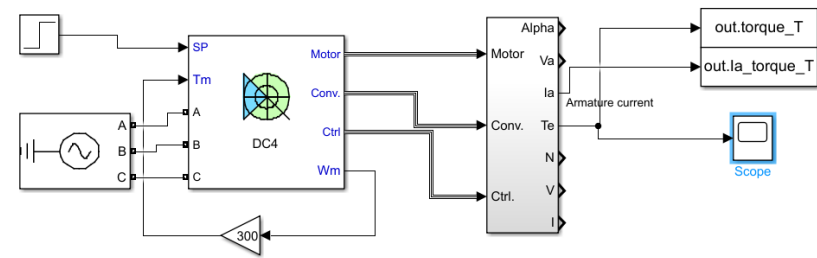 SP
Tm
A
B
C
A
B
C
DC4
Motor
Conv.
Ctrl
Wm
300
Motor
Conv.
Ctrl.
Alpha
Va
Ia
Armature current
Te
N
V
I
out.torque_T
out.Ia_torque_T
Scope